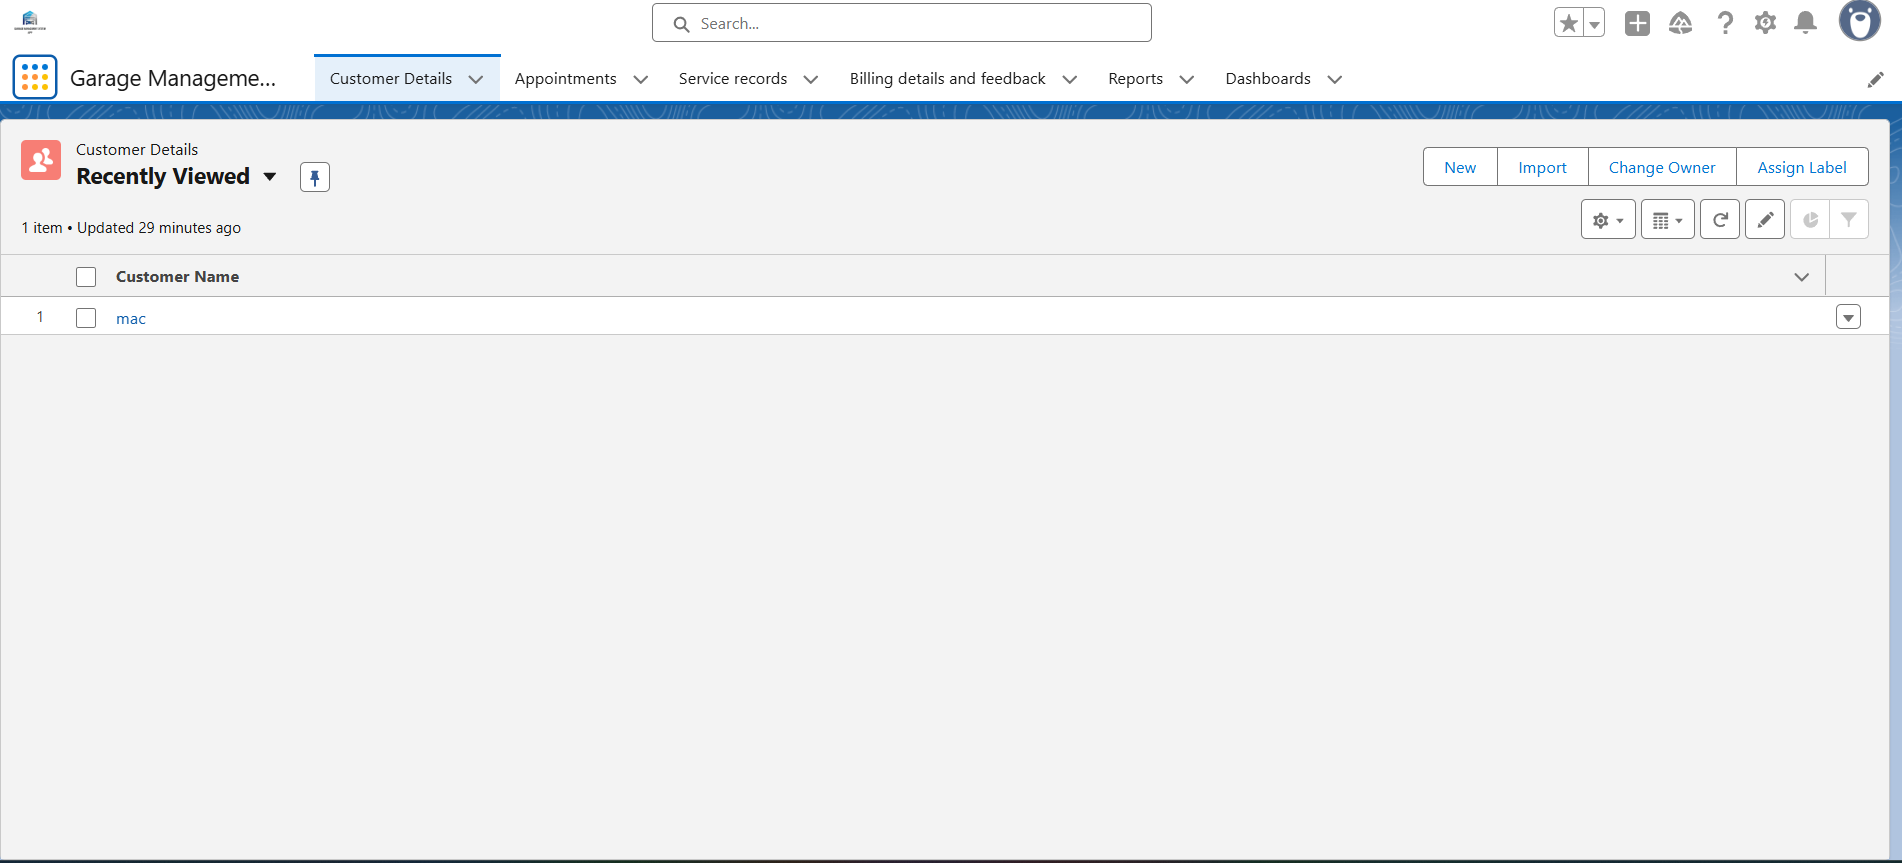 Search...
Garage Manageme...
Customer Details
Appointments
Service records
Billing details and feedback
Reports
Dashboards
Customer Details
Recently Viewed
New
Import
Change Owner
Assign Label
1 item • Updated 29 minutes ago
Customer Name
1
mac